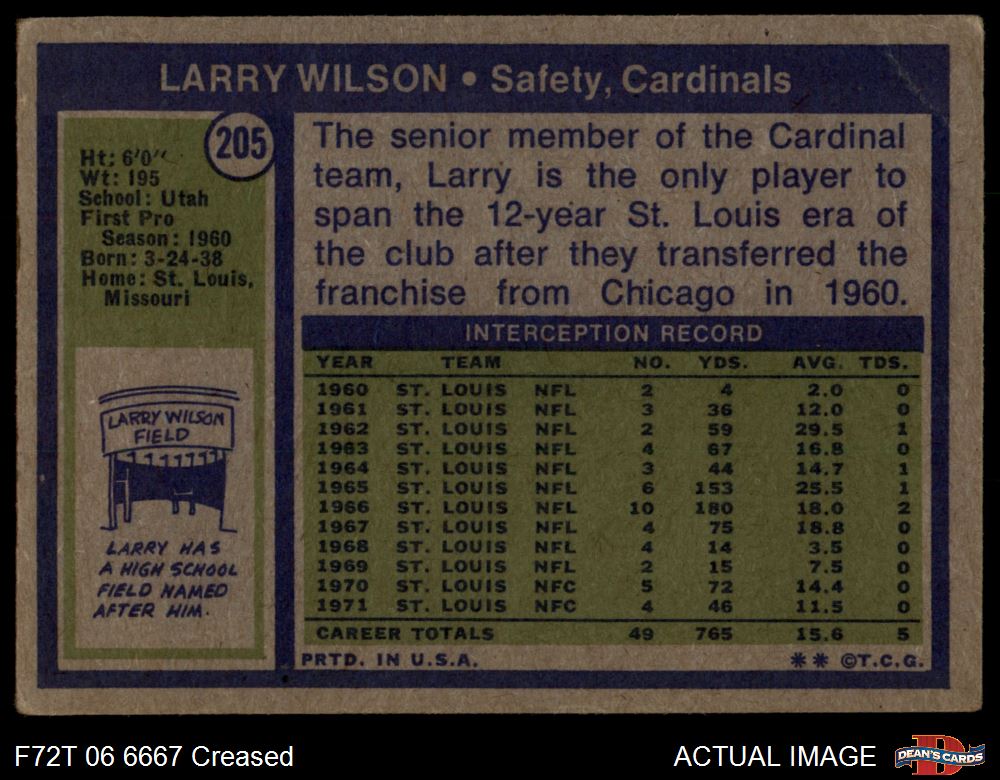 LARRY WILSON • Safety, Cardinals
205
Ht: 6'0"
Wt: 195
School: Utah
First Pro
Season: 1960
Born: 3-24-38
Home: St. Louis,
Missouri
LARRY WILSON
FIELD
LARRY HAS
A HIGH SCHOOL
FIELD NAMED
AFTER HIM.
The senior member of the Cardinal
team, Larry is the only player to
span the 12-year St. Louis era of
the club after they transferred the
franchise from Chicago in 1960.
INTERCEPTION RECORD
YEAR TEAM NO. YDS. AVG. TDS.
1960 ST. LOUIS NFL 2 4 2.0 0
1961 ST. LOUIS NFL 3 36 12.0 0
1962 ST. LOUIS NFL 2 59 29.5 1
1963 ST. LOUIS NFL 4 67 16.8 0
1964 ST. LOUIS NFL 3 44 14.7 1
1965 ST. LOUIS NFL 6 153 25.5 1
1966 ST. LOUIS NFL 10 180 18.0 2
1967 ST. LOUIS NFL 4 75 18.8 0
1968 ST. LOUIS NFL 4 14 3.5 0
1969 ST. LOUIS NFL 2 15 7.5 0
1970 ST. LOUIS NFC 5 72 14.4 0
1971 ST. LOUIS NFC 4 46 11.5 0
CAREER TOTALS 49 765 15.6 5
PRTD. IN U.S.A. ** ©T.C.G.
F72T 06 6667 Creased ACTUAL IMAGE
D
DEAN'S CARDS